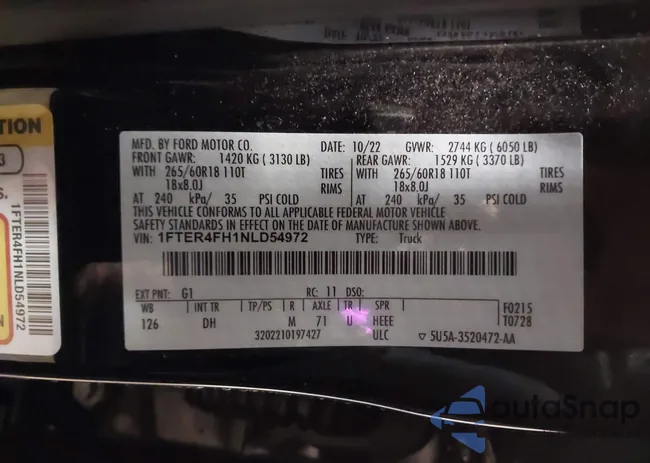 TION
3
S.
1FTER4FH1NLD54972
MFD. BY FORD MOTOR CO. 10/22 GVWR: 2744 KG ( 6050 LB)
FRONT GAWR: 1420 KG ( 3130 LB) REAR GAWR: 1529 KG ( 3370 LB)
WITH 265/60R18 110T TIRES WITH 265/60R18 110T TIRES
18x8.0J RIMS 18x8.0J RIMS
AT 240 kPa/ 35 PSI COLD AT 240 kPa/ 35 PSI COLD
THIS VEHICLE CONFORMS TO ALL APPLICABLE FEDERAL MOTOR VEHICLE
SAFETY STANDARDS IN EFFECT ON THE DATE OF MANUFACTURE SHOWN ABOVE.
VIN: 1FTER4FH1NLD54972 TYPE: Truck
EXT PNT: G1 RC: 11 DSO:
WB INT TR TP/PS R AXLE TR SPR F0215
126 DH M 71 U HEEE T0728
3202210197427 ULC 5U5A-3520472-AA
autoSnap